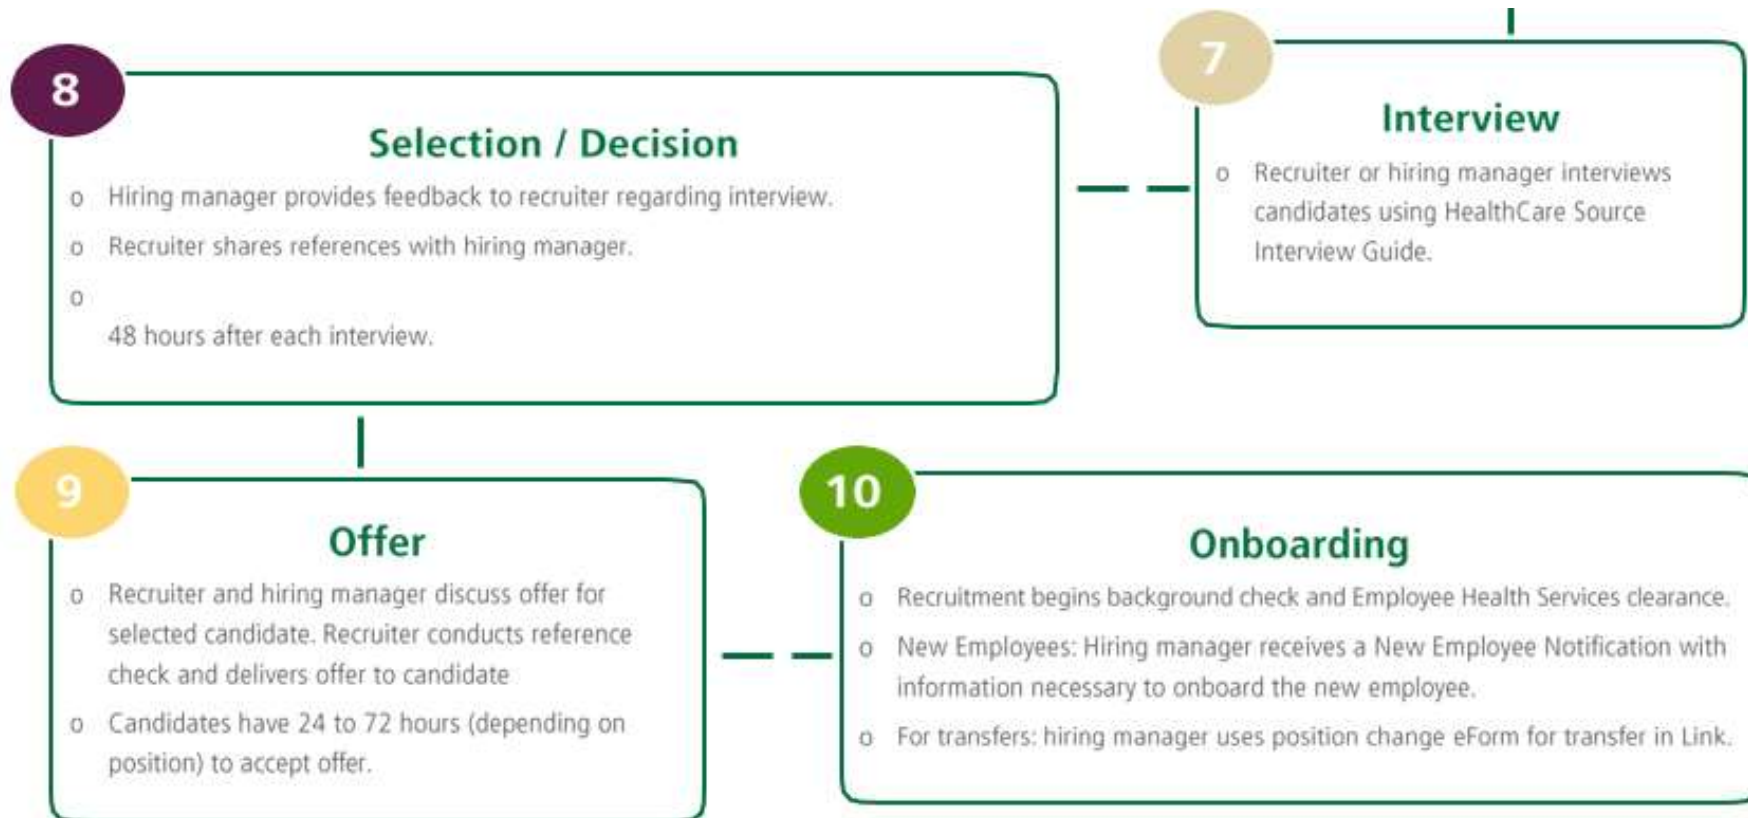 8
Selection / Decision
o Hiring manager provides feedback to recruiter regarding interview.
o Recruiter shares references with hiring manager.
o
48 hours after each interview.
7
Interview
o Recruiter or hiring manager interviews
candidates using HealthCare Source
Interview Guide.
9
Offer
o Recruiter and hiring manager discuss offer for
selected candidate. Recruiter conducts reference
check and delivers offer to candidate
o Candidates have 24 to 72 hours (depending on
position) to accept offer.
10
Onboarding
o Recruitment begins background check and Employee Health Services clearance.
o New Employees: Hiring manager receives a New Employee Notification with
information necessary to onboard the new employee.
o For transfers: hiring manager uses position change eForm for transfer in Link.